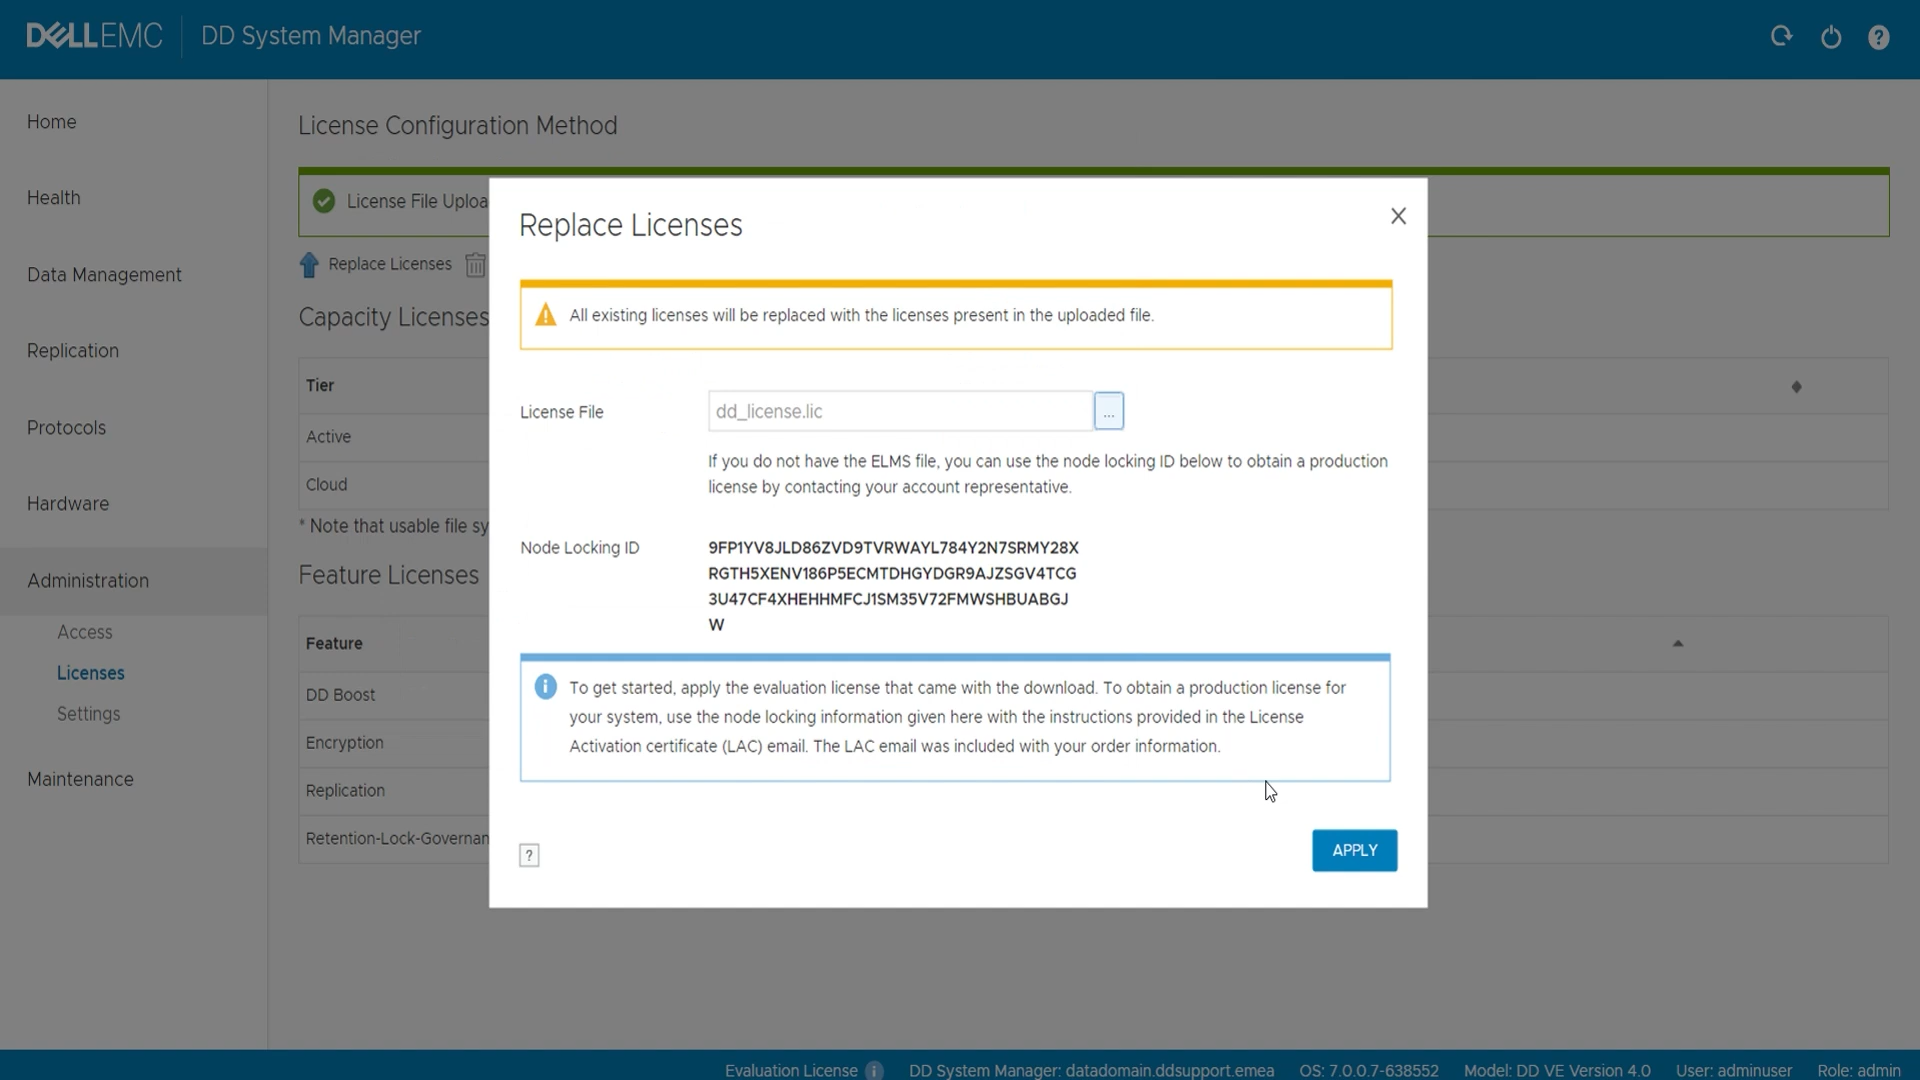 DELLEMC DD System Manager
Home
Health
Data Management
Replication
Protocols
Hardware
Administration
Access
Licenses
Settings
Maintenance
License Configuration Method
License File Uploa
Replace Licenses
Capacity Licenses
Tier
Active
Cloud
* Note that usable file sy
Feature Licenses
Feature
DD Boost
Encryption
Replication
Retention-Lock-Governan
Replace Licenses
All existing licenses will be replaced with the licenses present in the uploaded file.
License File dd_license.lic ...
If you do not have the ELMS file, you can use the node locking ID below to obtain a production
license by contacting your account representative.
Node Locking ID 9FP1YV8JLD86ZVD9TVRWAYL784Y2N7SRMY28X
RGTH5XENV186P5ECMTDHGYDGR9AJZSGV4TCG
3U47CF4XHEHHMFCJ1SM35V72FMWSHBUABGJ
W
To get started, apply the evaluation license that came with the download. To obtain a production license for
your system, use the node locking information given here with the instructions provided in the License
Activation certificate (LAC) email. The LAC email was included with your order information.
?
APPLY
Evaluation License DD System Manager: datadomain.ddsupport.emea OS: 7.0.0.7-638552 Model: DD VE Version 4.0 User: adminuser Role: admin